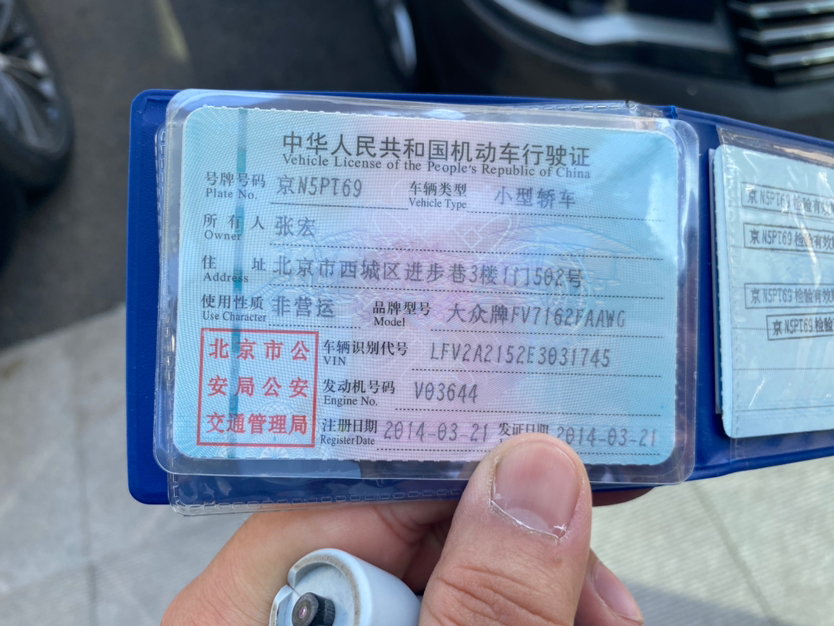 中华人民共和国机动车行驶证
Vehicle License of the People's Republic of China
号牌号码 京N5PT69 车辆类型 小型轿车
Plate No. Vehicle Type
所有人 张宏
Owner
住址 北京市西城区进步巷3楼1门502号
Address
使用性质 非营运 品牌型号 大众牌FV7162FAAWG
Use Character Model
北京市公
安局公安
交通管理局
车辆识别代号 LFV2A2152E3031745
VIN
发动机号码 V03644
Engine No.
注册日期 2014-03-21 发证日期 2014-03-21
Register Date
京N5PT69 检验有效
京N5PT69 检验有效
京N5PT69 检验有效
京N5PT69 检验